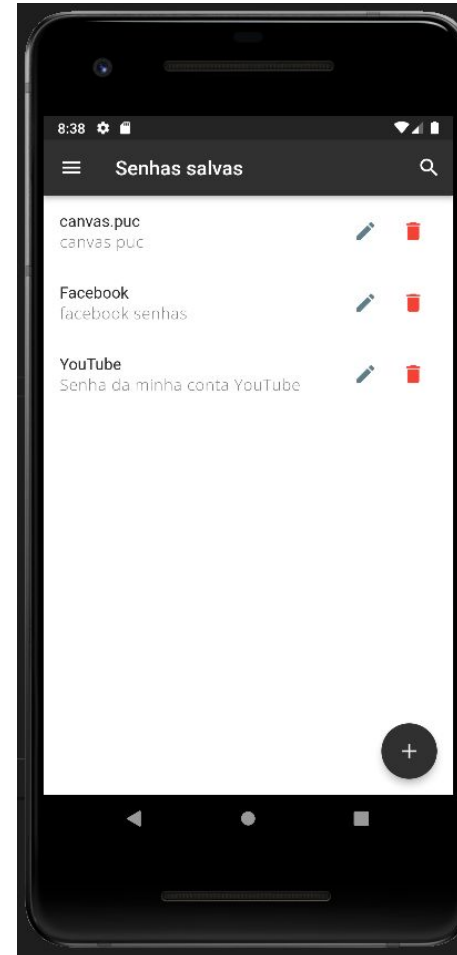 8:38
Senhas salvas
canvas.puc
canvas puc
Facebook
facebook senhas
YouTube
Senha da minha conta YouTube